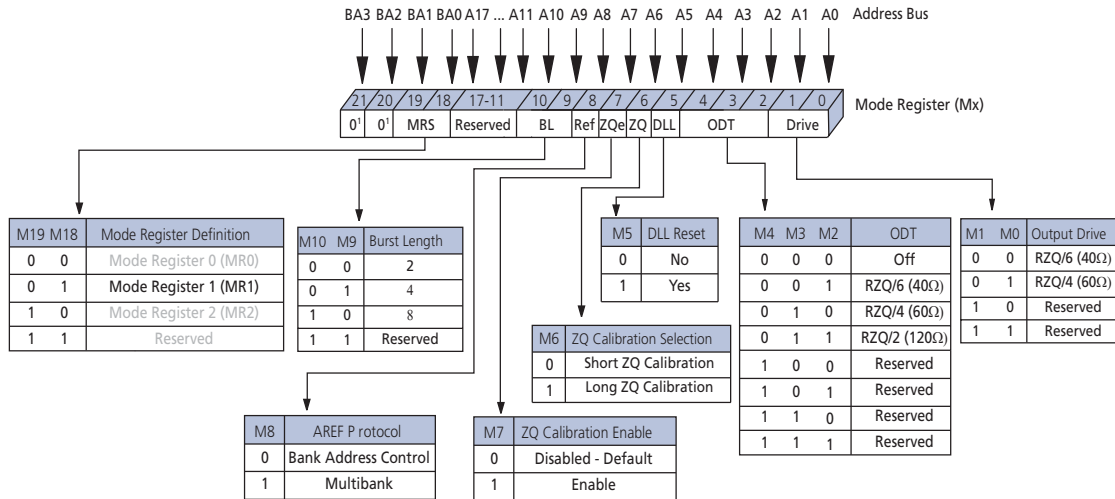 BA3 BA2 BA1 BA0 A17 ... A11 A10 A9 A8 A7 A6 A5 A4 A3 A2 A1 A0 Address Bus
21 20 19 18 17-11 10 9 8 7 6 5 4 3 2 1 0 Mode Register (Mx)
0¹ 0¹ MRS Reserved BL Ref ZQe ZQ DLL ODT Drive
M19 M18 Mode Register Definition
0 0 Mode Register 0 (MR0)
0 1 Mode Register 1 (MR1)
1 0 Mode Register 2 (MR2)
1 1 Reserved
M10 M9 Burst Length
0 0 2
0 1 4
1 0 8
1 1 Reserved
M5 DLL Reset
0 No
1 Yes
M4 M3 M2 ODT
0 0 0 Off
0 0 1 RZQ/6 (40Ω)
0 1 0 RZQ/4 (60Ω)
0 1 1 RZQ/2 (120Ω)
1 0 0 Reserved
1 0 1 Reserved
1 1 0 Reserved
1 1 1 Reserved
M1 M0 Output Drive
0 0 RZQ/6 (40Ω)
0 1 RZQ/4 (60Ω)
1 0 Reserved
1 1 Reserved
M6 ZQ Calibration Selection
0 Short ZQ Calibration
1 Long ZQ Calibration
M8 AREF P rotocol
0 Bank Address Control
1 Multibank
M7 ZQ Calibration Enable
0 Disabled - Default
1 Enable